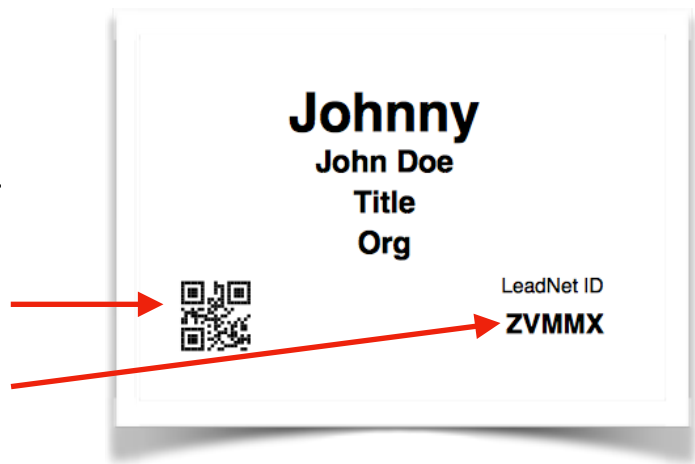 Johnny
John Doe
Title
Org
LeadNet ID
ZVMMX